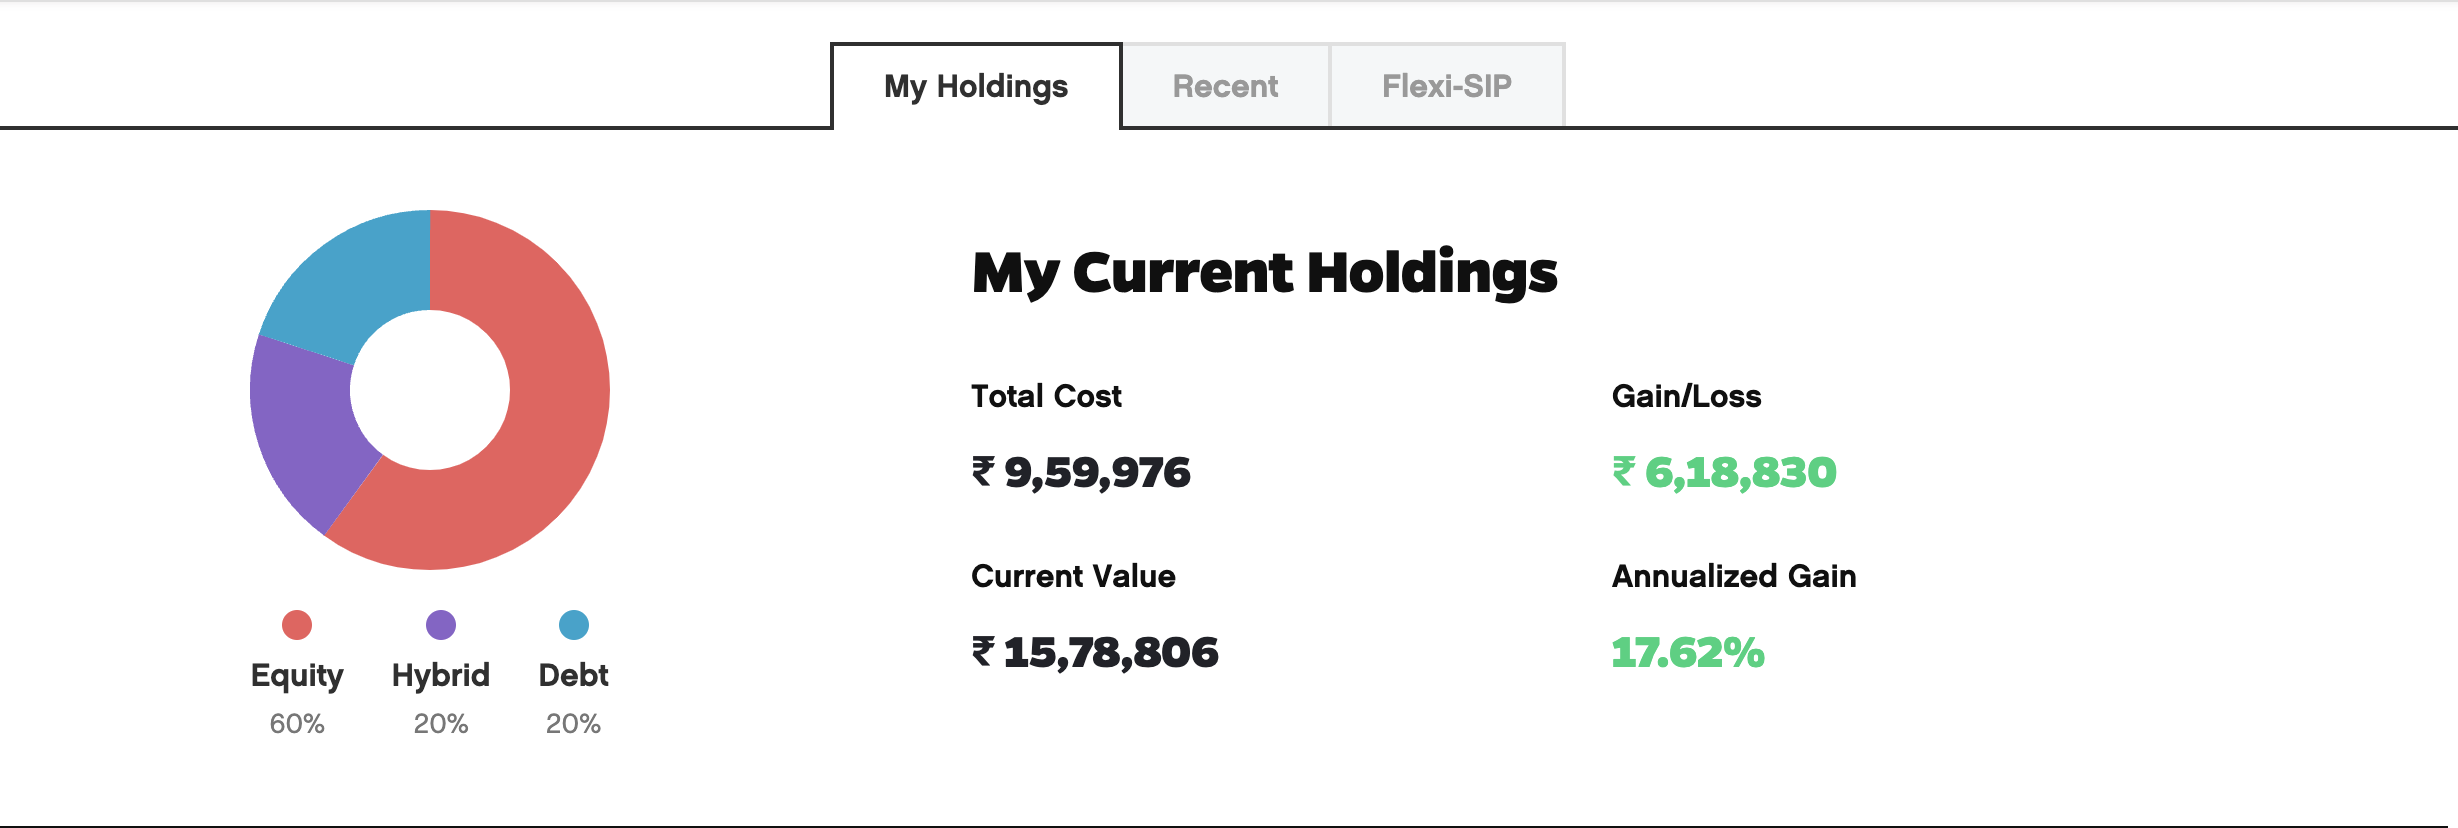 My Holdings Recent Flexi-SIP
My Current Holdings
Total Cost Gain/Loss
₹ 9,59,976 ₹ 6,18,830
Current Value Annualized Gain
₹ 15,78,806 17.62%
Equity Hybrid Debt
60% 20% 20%